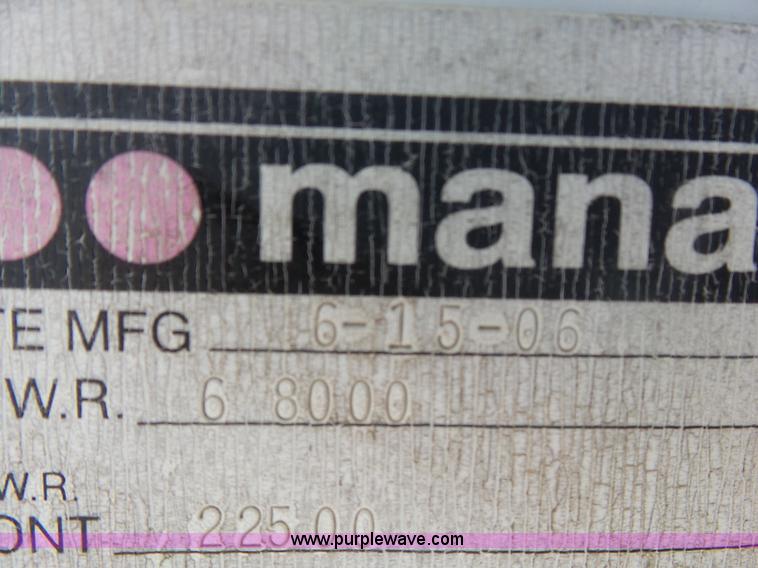 mana
TE MFG 6-15-06
W.R. 6 8000
W.R.
ONT 22500
www.purplewave.com